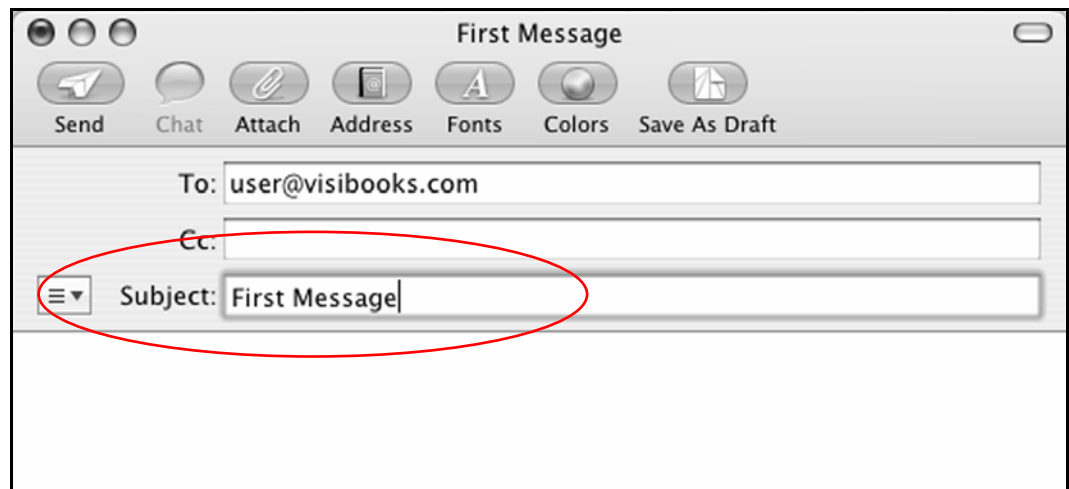 First Message
Send Chat Attach Address Fonts Colors Save As Draft
To: user@visibooks.com
Cc:
Subject: First Message